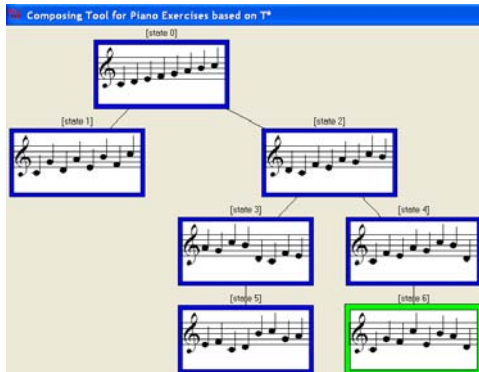 Composing Tool for Piano Exercises based on T*
[state 0]
[state 1]
[state 2]
[state 3]
[state 4]
[state 5]
[state 6]